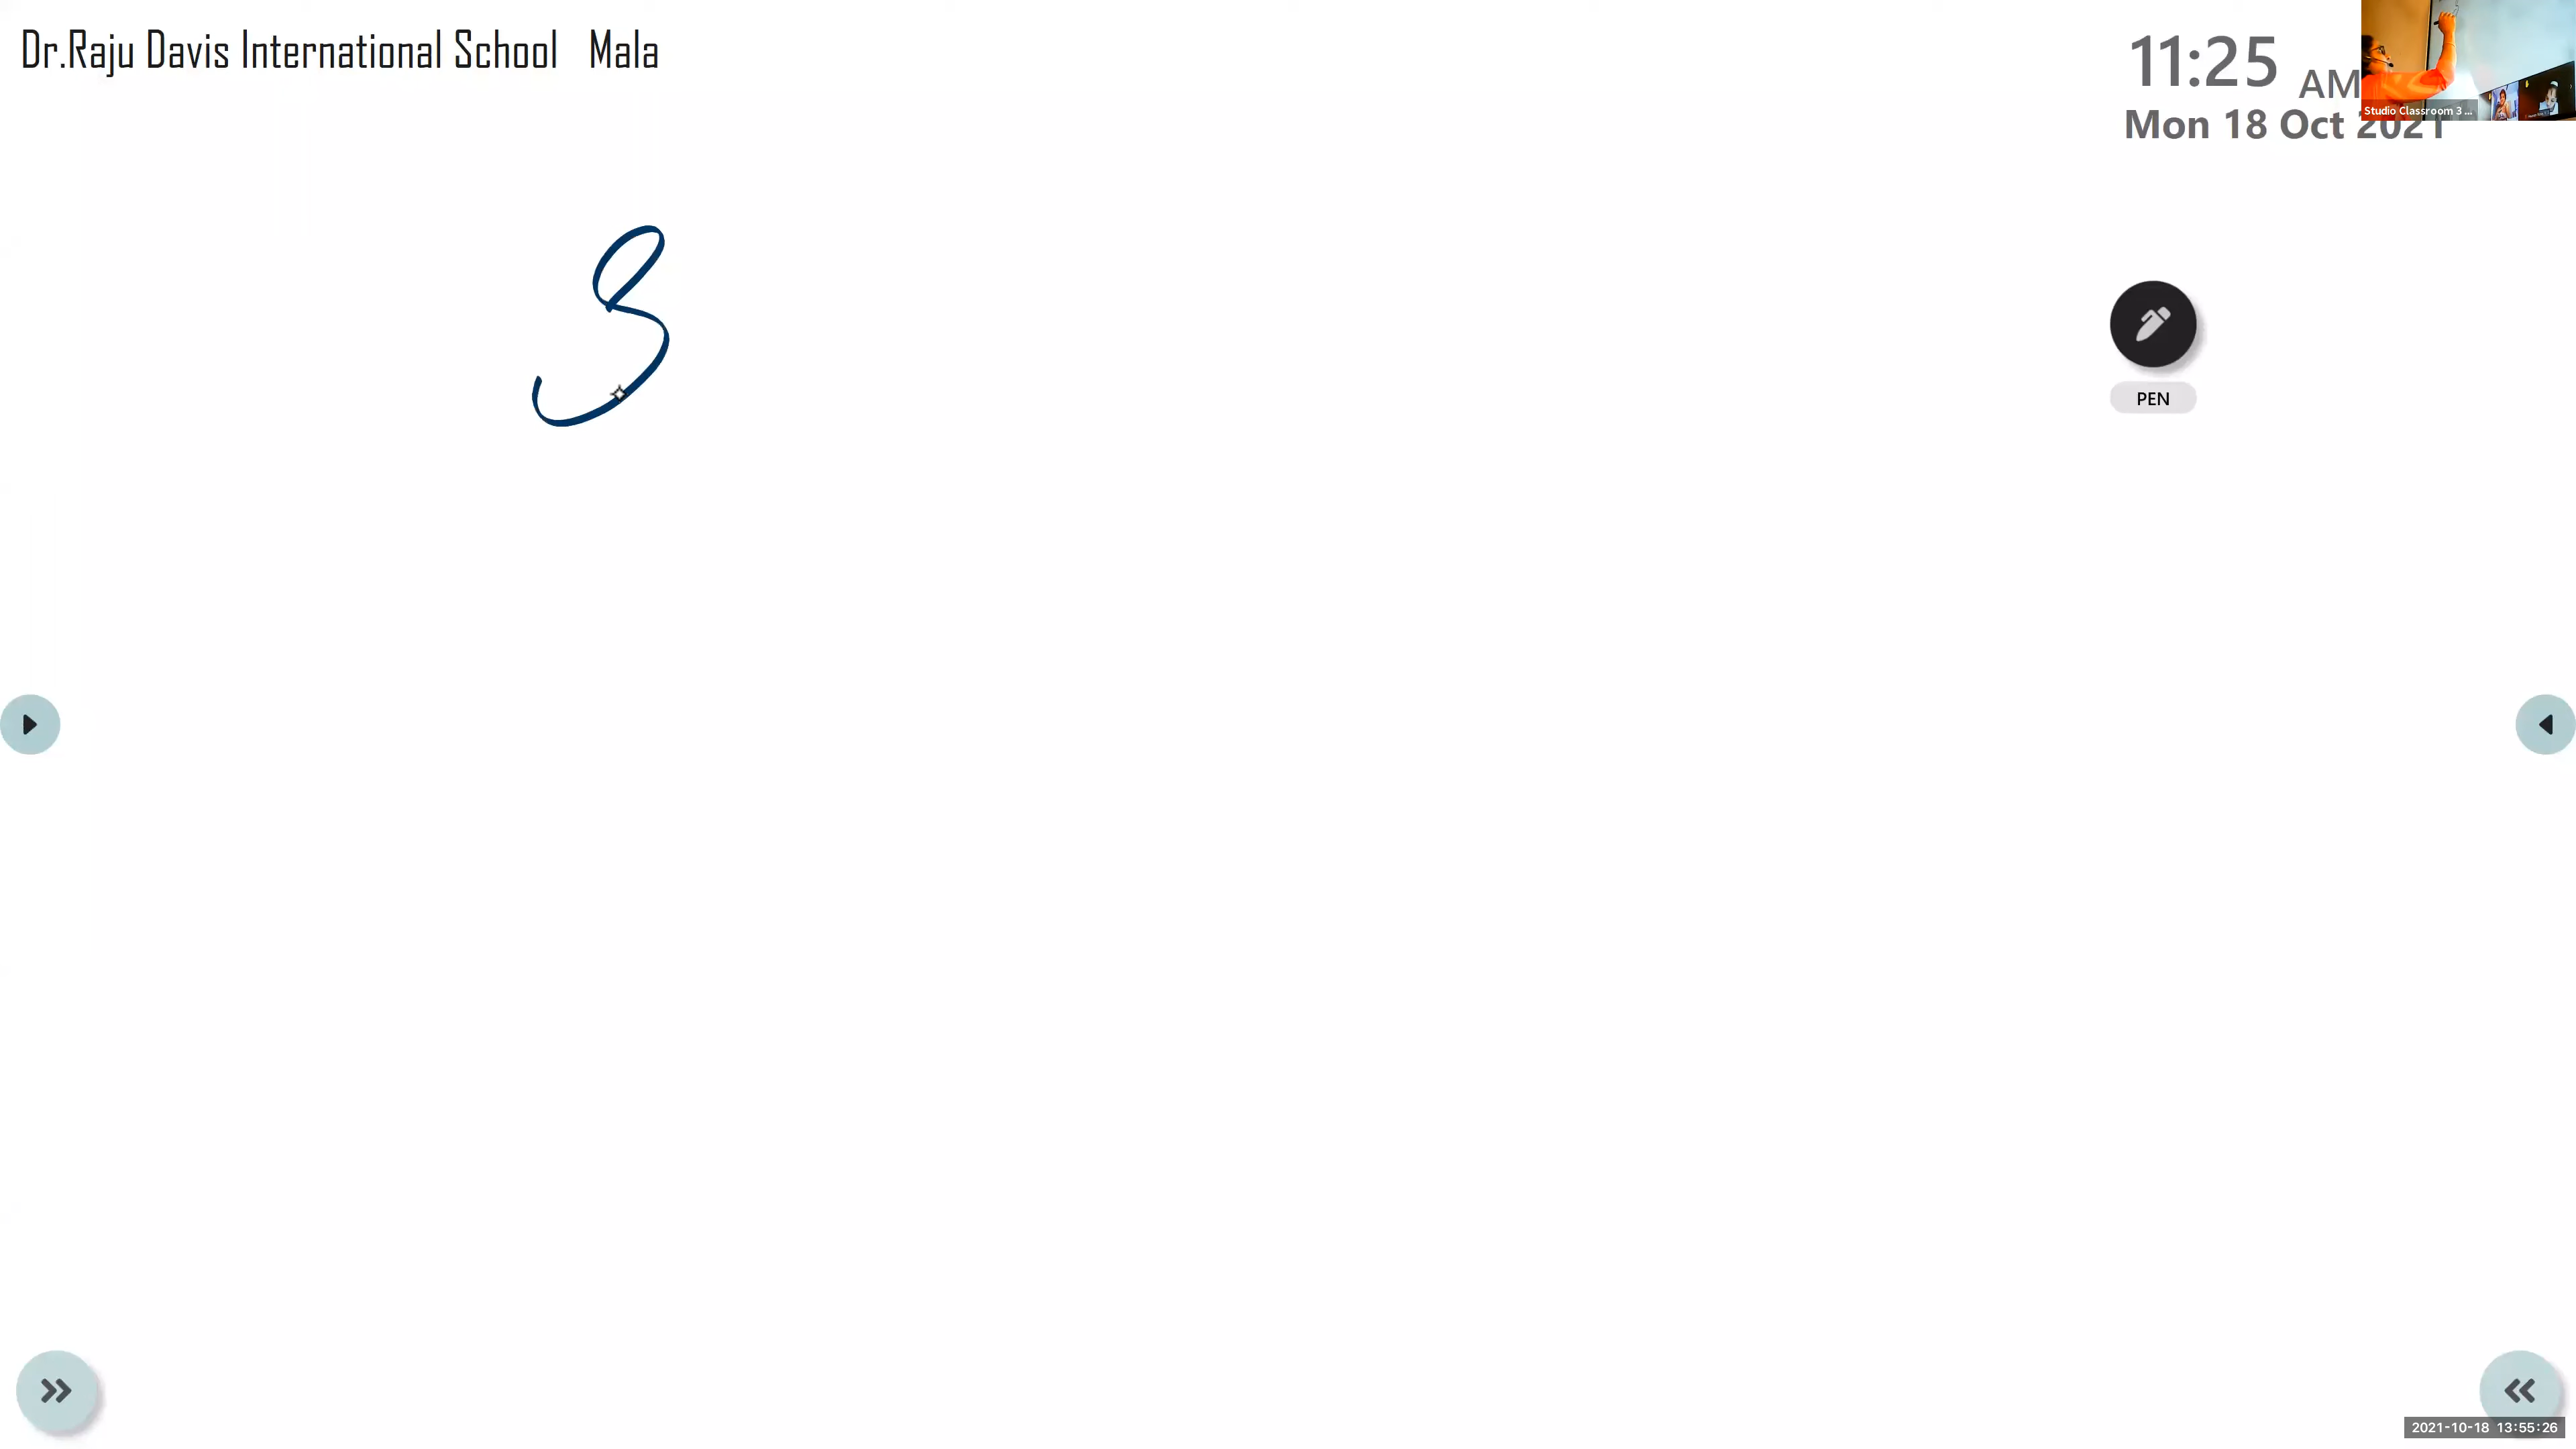 Dr.Raju Davis International School Mala
11:25 AM
Mon 18 Oct 2021
Studio Classroom 3 ...
PEN
2021-10-18 13:55:26